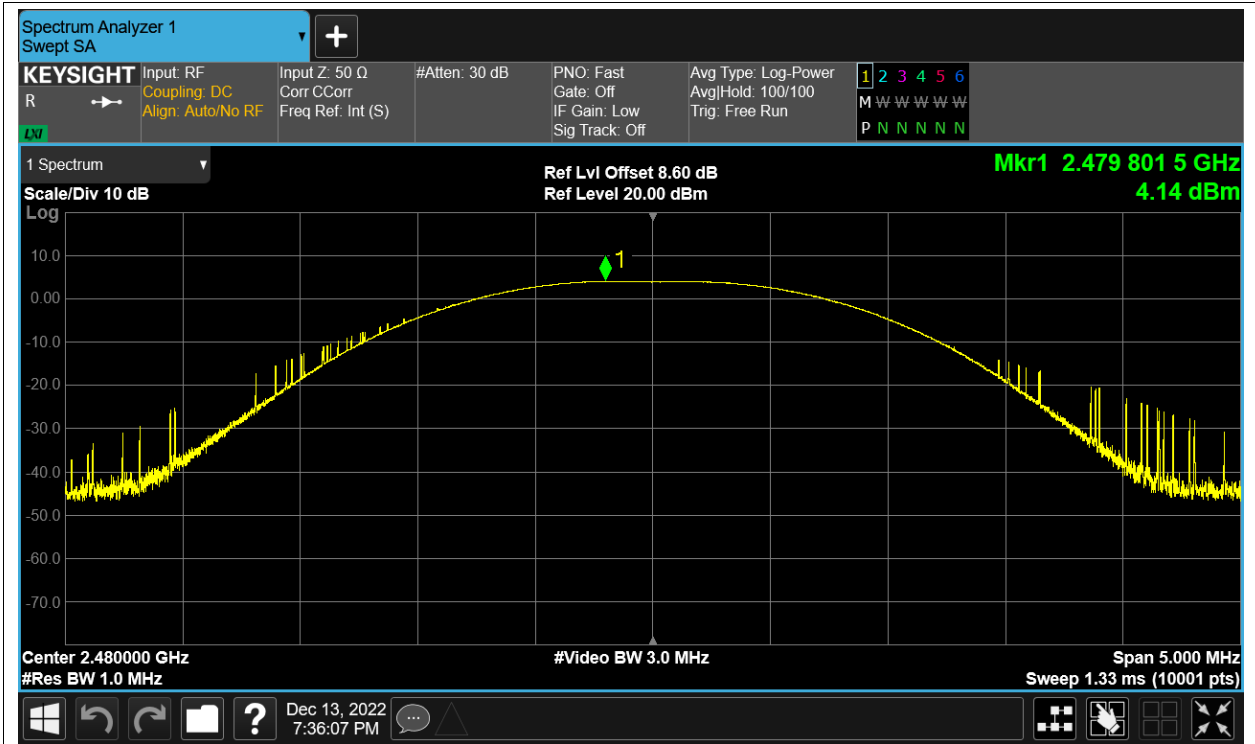 Spectrum Analyzer 1
Swept SA
KEYSIGHT
R
LXI
Input: RF
Coupling: DC
Align: Auto/No RF
Input Z: 50 Ω
Corr CCorr
Freq Ref: Int (S)
#Atten: 30 dB
PNO: Fast
Gate: Off
IF Gain: Low
Sig Track: Off
Avg Type: Log-Power
Avg|Hold: 100/100
Trig: Free Run
1 2 3 4 5 6
M W W W W W
P N N N N N
1 Spectrum
Scale/Div 10 dB
Log
Ref Lvl Offset 8.60 dB
Ref Level 20.00 dBm
Mkr1 2.479 801 5 GHz
4.14 dBm
1
10.0
0.00
-10.0
-20.0
-30.0
-40.0
-50.0
-60.0
-70.0
Center 2.480000 GHz
#Video BW 3.0 MHz
Span 5.000 MHz
#Res BW 1.0 MHz
Sweep 1.33 ms (10001 pts)
?
Dec 13, 2022
7:36:07 PM